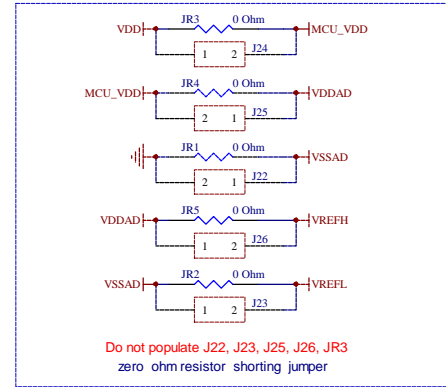 JR3 0 Ohm
VDD MCU_VDD
1 2 J24
JR4 0 Ohm
MCU_VDD VDDAD
2 1 J25
JR1 0 Ohm
VSSAD
2 1 J22
JR5 0 Ohm
VDDAD VREFH
1 2 J26
JR2 0 Ohm
VSSAD VREFL
1 2 J23
Do not populate J22, J23, J25, J26, JR3
zero ohm resistor shorting jumper